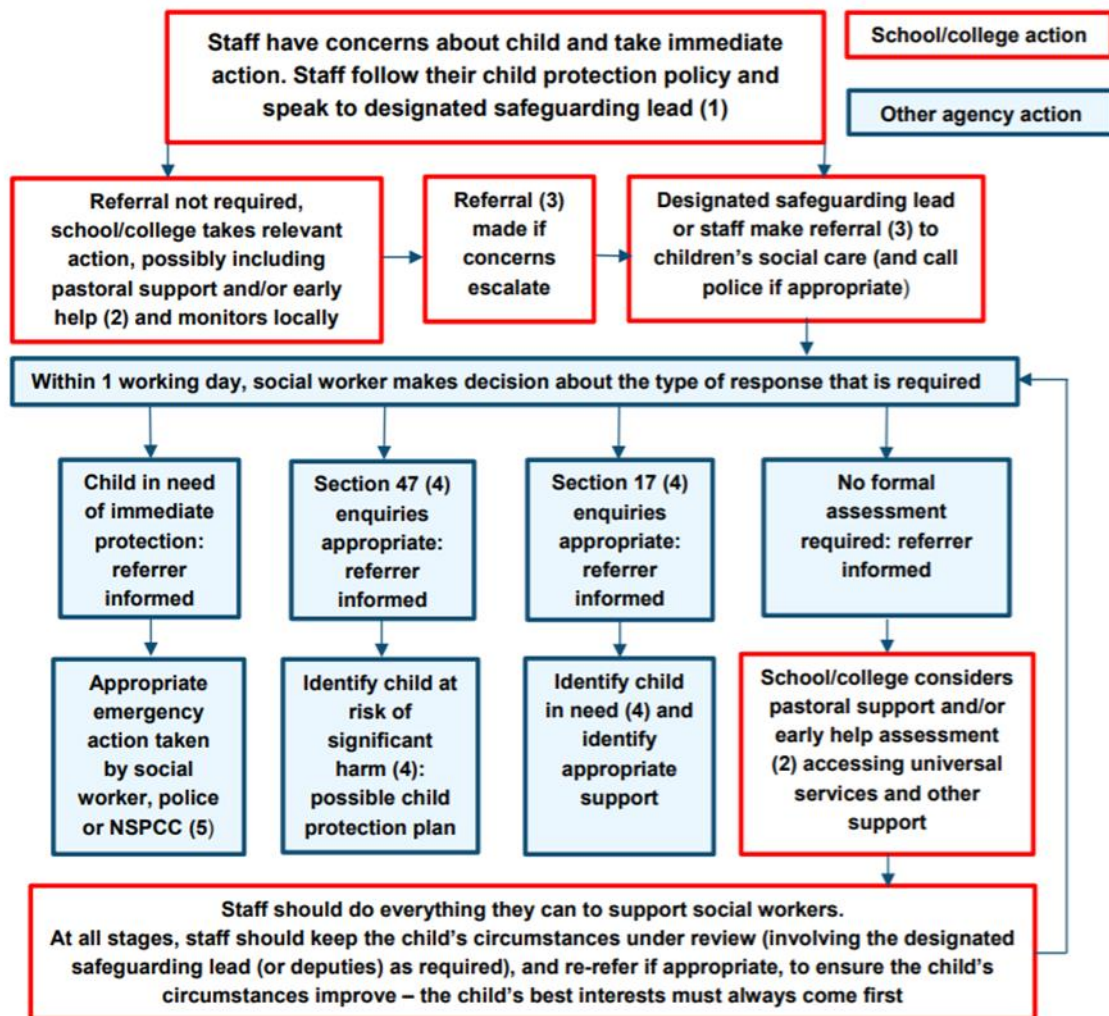 Staff have concerns about child and take immediate
action. Staff follow their child protection policy and
speak to designated safeguarding lead (1)
School/college action
Other agency action
Referral not required,
school/college takes relevant
action, possibly including
pastoral support and/or early
help (2) and monitors locally
Referral (3)
made if
concerns
escalate
Designated safeguarding lead
or staff make referral (3) to
children’s social care (and call
police if appropriate)
Within 1 working day, social worker makes decision about the type of response that is required
Child in need
of immediate
protection:
referrer
informed
Section 47 (4)
enquiries
appropriate:
referrer
informed
Section 17 (4)
enquiries
appropriate:
referrer
informed
No formal
assessment
required: referrer
informed
Appropriate
emergency
action taken
by social
worker, police
or NSPCC (5)
Identify child at
risk of
significant
harm (4):
possible child
protection plan
Identify child
in need (4) and
identify
appropriate
support
School/college considers
pastoral support and/or
early help assessment
(2) accessing universal
services and other
support
Staff should do everything they can to support social workers.
At all stages, staff should keep the child’s circumstances under review (involving the designated
safeguarding lead (or deputies) as required), and re-refer if appropriate, to ensure the child’s
circumstances improve – the child’s best interests must always come first